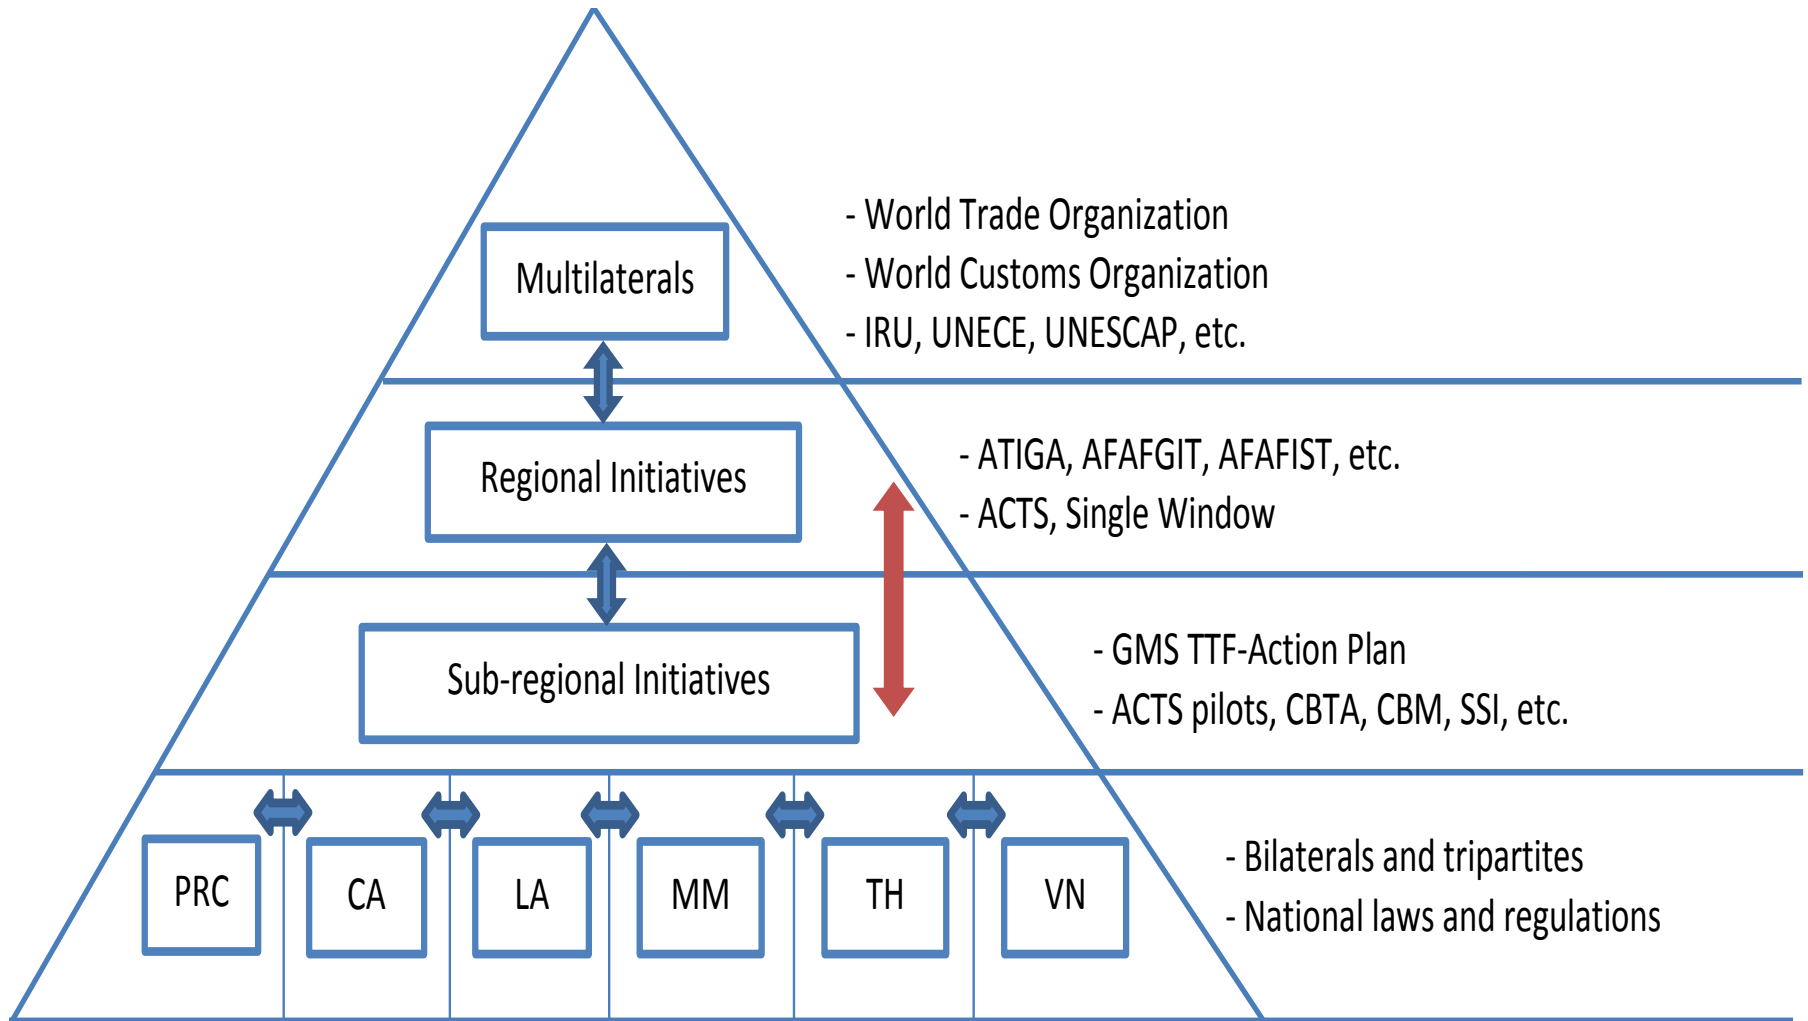 Multilaterals
- World Trade Organization
- World Customs Organization
- IRU, UNECE, UNESCAP, etc.
Regional Initiatives
- ATIGA, AFAFGIT, AFAFIST, etc.
- ACTS, Single Window
Sub-regional Initiatives
- GMS TTF-Action Plan
- ACTS pilots, CBTA, CBM, SSI, etc.
PRC
CA
LA
MM
TH
VN
- Bilaterals and tripartites
- National laws and regulations